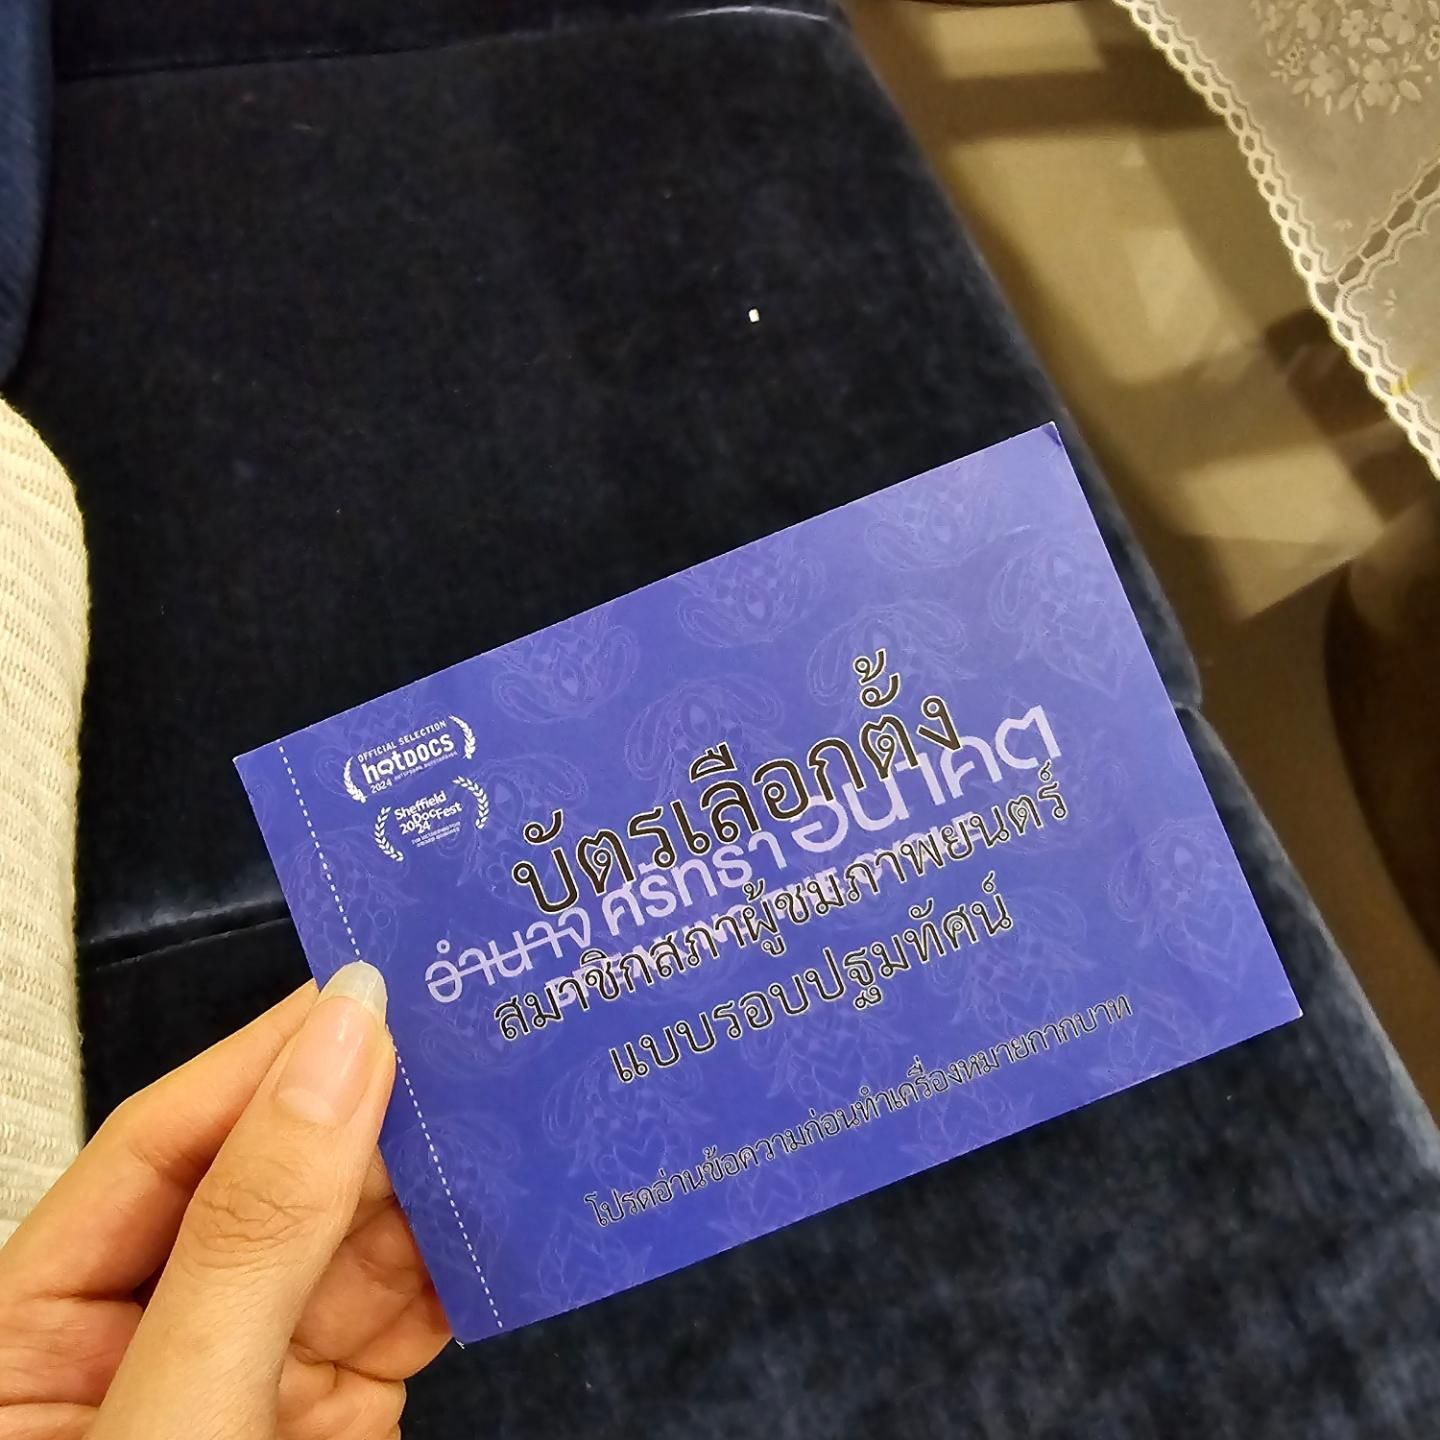 OFFICIAL SELECTION
hotDOCS
2024
Sheffield
DocFest
2024
บัตรเลือกตั้ง
อำนาจ ศรัทธา อนาคต
BREAKING THE CYCLE
สมาชิกสภาผู้ชมภาพยนตร์
แบบรอบปฐมทัศน์
โปรดอ่านข้อความก่อนทำเครื่องหมายกากบาท